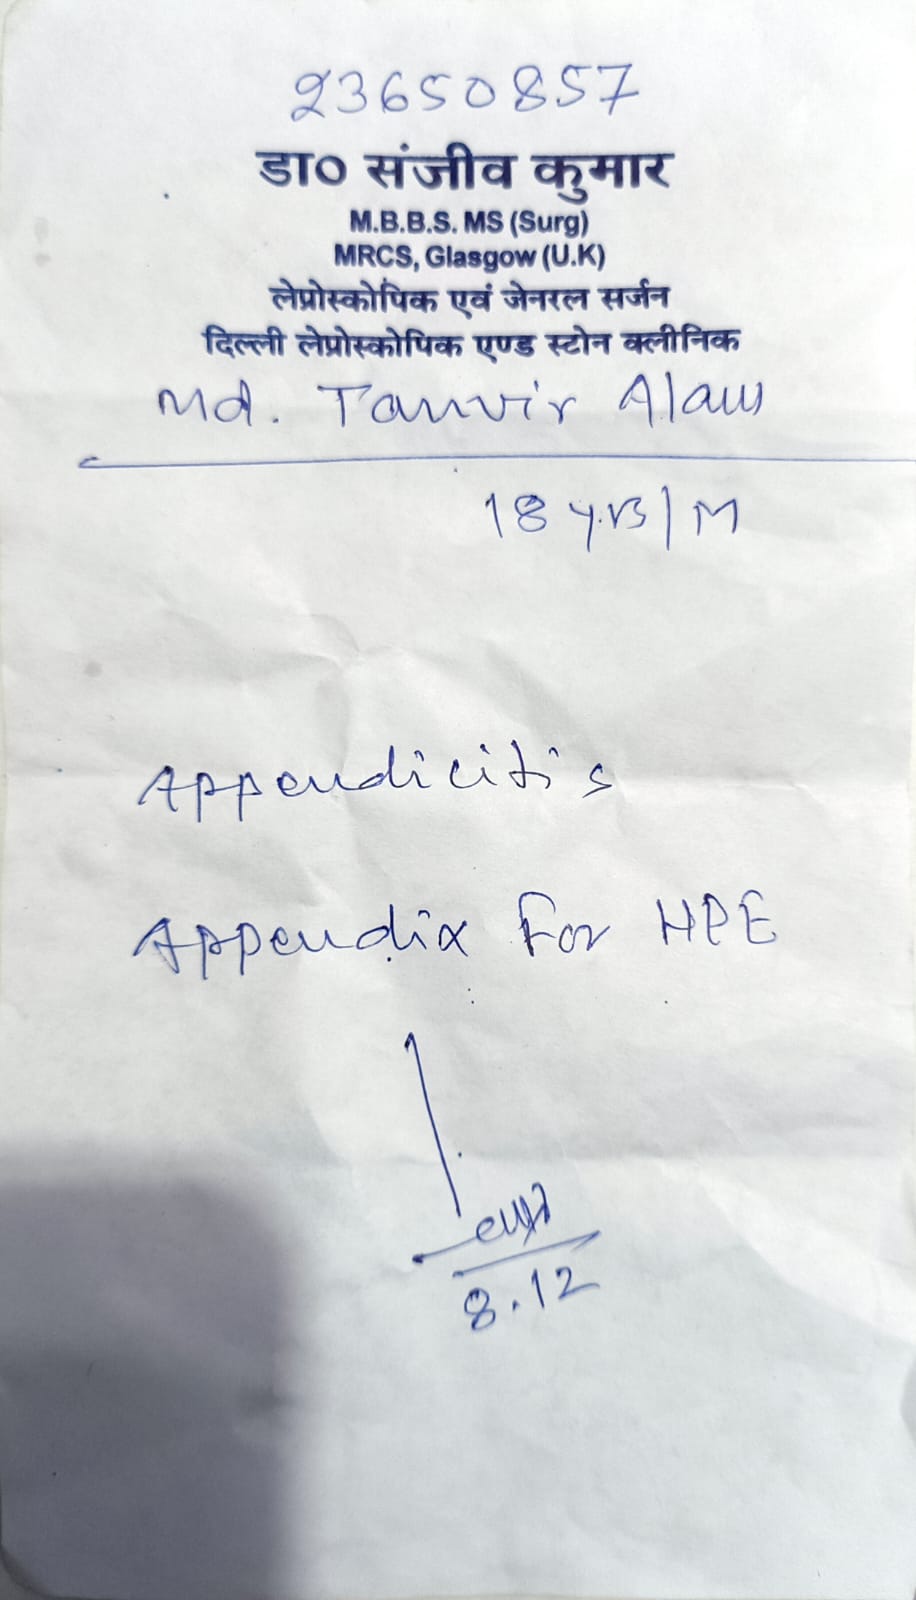 23650857
डा० संजीव कुमार
M.B.B.S. MS (Surg)
MRCS, Glasgow (U.K)
लेप्रोस्कोपिक एवं जेनरल सर्जन
दिल्ली लेप्रोस्कोपिक एण्ड स्टोन क्लीनिक
Md. Tanvir Alam
18 yrs/M
Appendicitis
Appendix For HPE
8.12